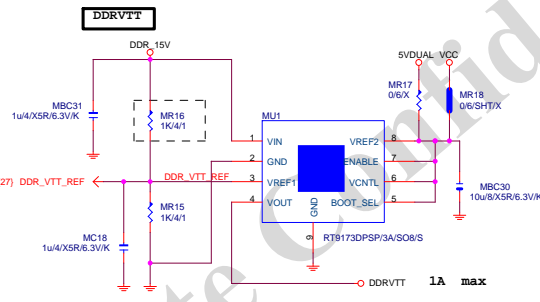 DDRVTT
DDR_15V
5VDUAL VCC
MBC31
1u/4/X5R/6.3V/K
MR16
1K/4/1
MR17
0/6/X
MR18
0/6/SHT/X
MU1
1 VIN VREF2 8
2 GND ENABLE 7
3 VREF1 VCNTL 6
4 VOUT BOOT_SEL 5
GND
9
RT9173DPSP/3A/SO8/S
27} DDR_VTT_REF
DDR_VTT_REF
MC18
1u/4/X5R/6.3V/K
MR15
1K/4/1
MBC30
10u/8/X5R/6.3V/K
DDRVTT 1A max
te Confid